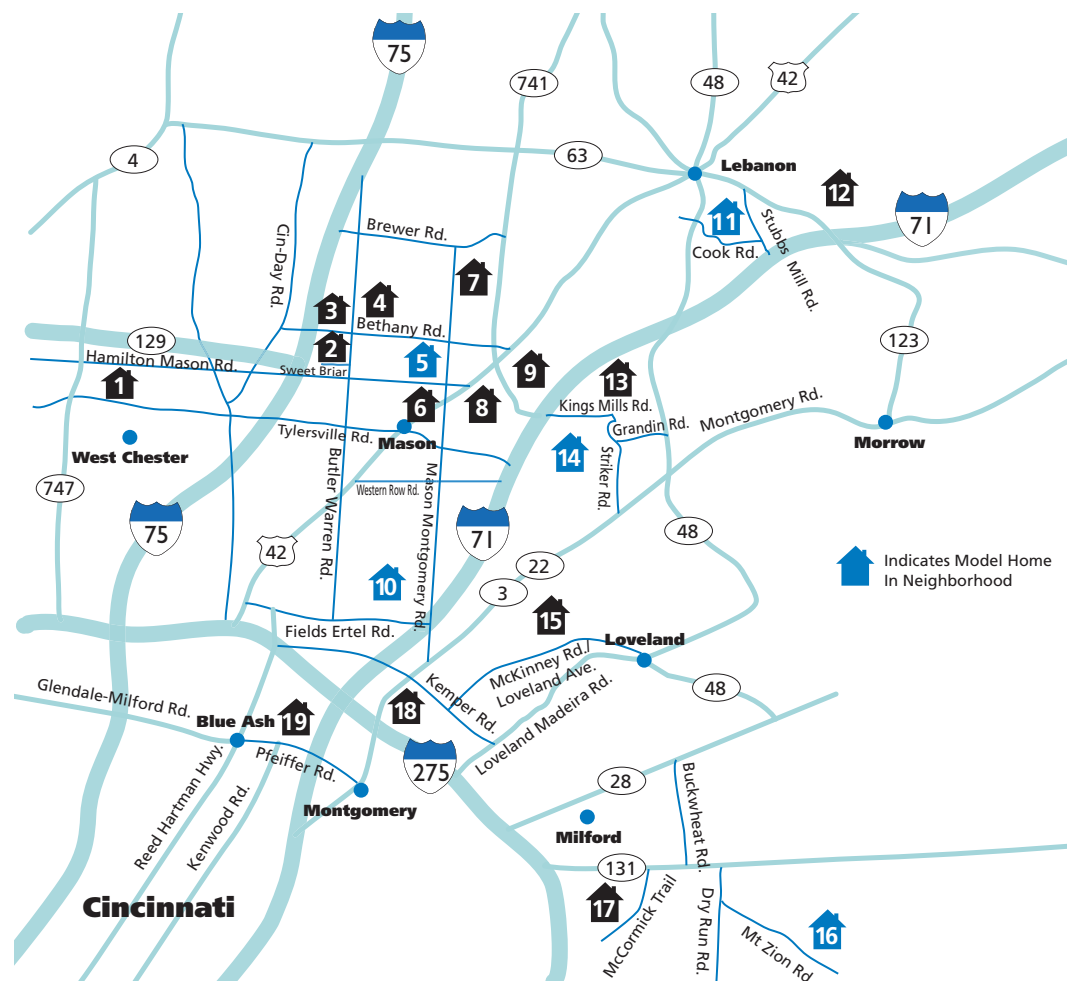 75
741
48
42
4
63
Lebanon
12
71
11
Stubbs Mill Rd.
Cook Rd.
Brewer Rd.
Cin-Day Rd.
7
3
4
Bethany Rd.
129
2
5
Hamilton Mason Rd.
Sweet Briar
1
9
13
123
6
8
Kings Mills Rd.
Grandin Rd.
Montgomery Rd.
Tylersville Rd.
Mason
Morrow
West Chester
14
Striker Rd.
747
Butler Warren Rd.
Western Row Rd.
Mason Montgomery Rd.
75
71
48
42
22
3
10
Indicates Model Home
In Neighborhood
15
Fields Ertel Rd.
Loveland
McKinney Rd./
Loveland Ave.
Kemper Rd.
Loveland Madeira Rd.
48
Glendale-Milford Rd.
Blue Ash
19
18
Pfeiffer Rd.
275
Reed Hartman Hwy.
Kenwood Rd.
Montgomery
28
Buckwheat Rd.
Milford
131
Cincinnati
17
McCormick Trail
Dry Run Rd.
Mt Zion Rd.
16